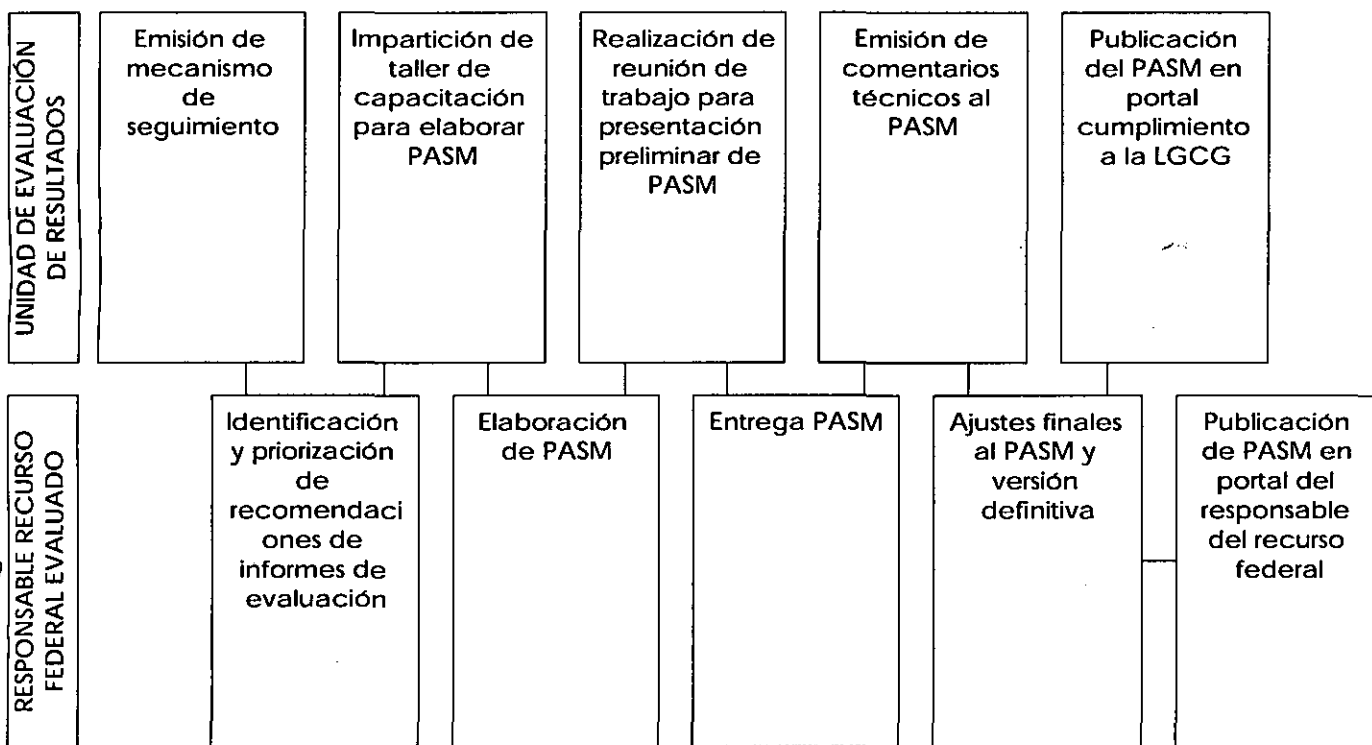 UNIDAD DE EVALUACIÓN
DE RESULTADOS
Emisión de
mecanismo
de
seguimiento
Impartición de
taller de
capacitación
para elaborar
PASM
Realización de
reunión de
trabajo para
presentación
preliminar de
PASM
Emisión de
comentarios
técnicos al
PASM
Publicación
del PASM en
portal
cumplimiento
a la LGCG
RESPONSABLE RECURSO
FEDERAL EVALUADO
Identificación
y priorización
de
recomendaci
ones de
informes de
evaluación
Elaboración
de PASM
Entrega PASM
Ajustes finales
al PASM y
versión
definitiva
Publicación
de PASM en
portal del
responsable
del recurso
federal